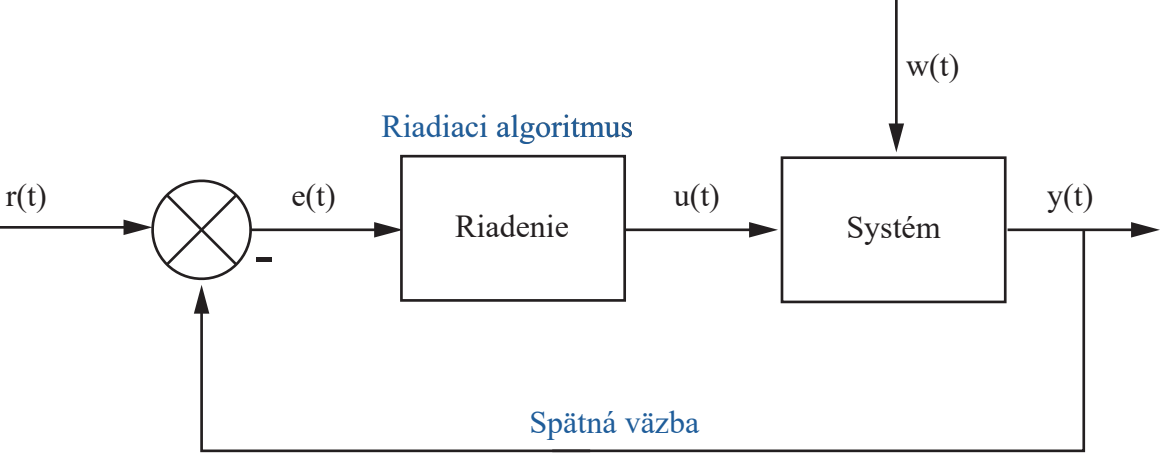 w(t)
Riadiaci algoritmus
r(t)
e(t)
Riadenie
u(t)
Systém
y(t)
-
Spätná väzba